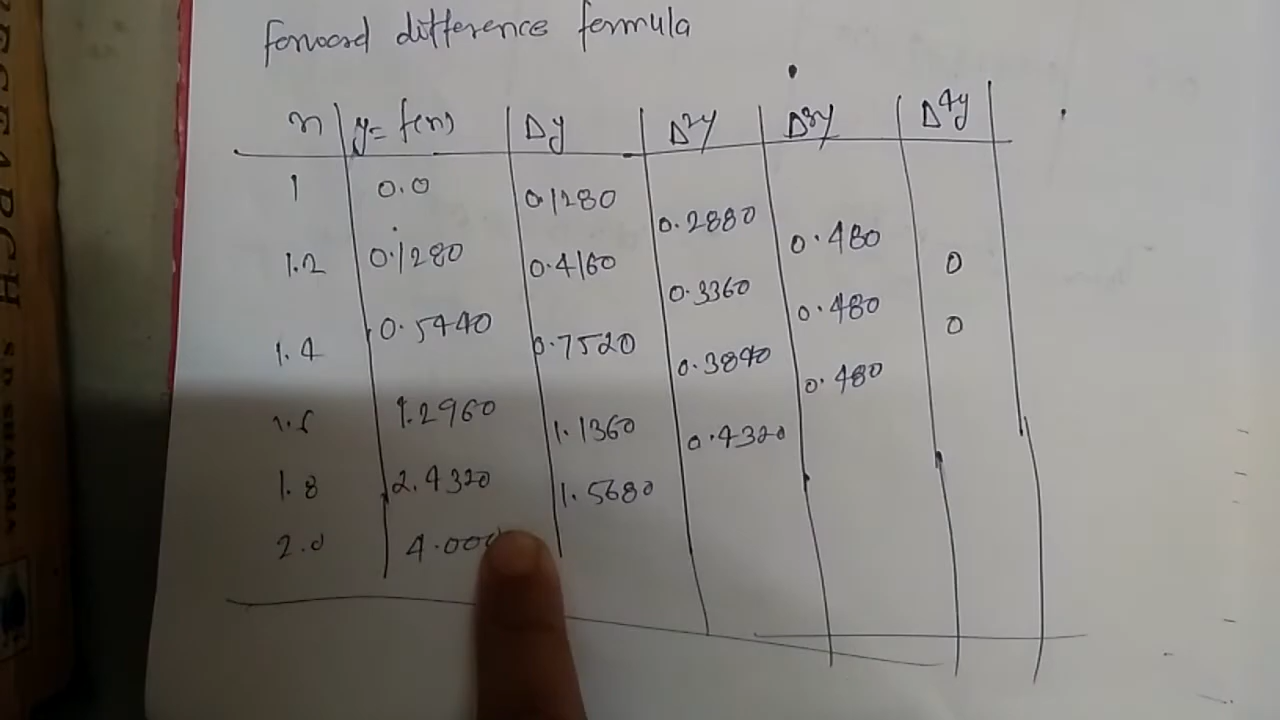 forward difference formula
x y= f(x) Δy Δ²y Δ³y Δ⁴y
1 0.0 0.1280 0.2880 0.480 0
1.2 0.1280 0.4160 0.3360 0.480 0
1.4 0.5440 0.7520 0.3840 0.480
1.6 1.2960 1.1360 0.4320
1.8 2.4320 1.5680
2.0 4.000
RESEARCH S.D SHARMA